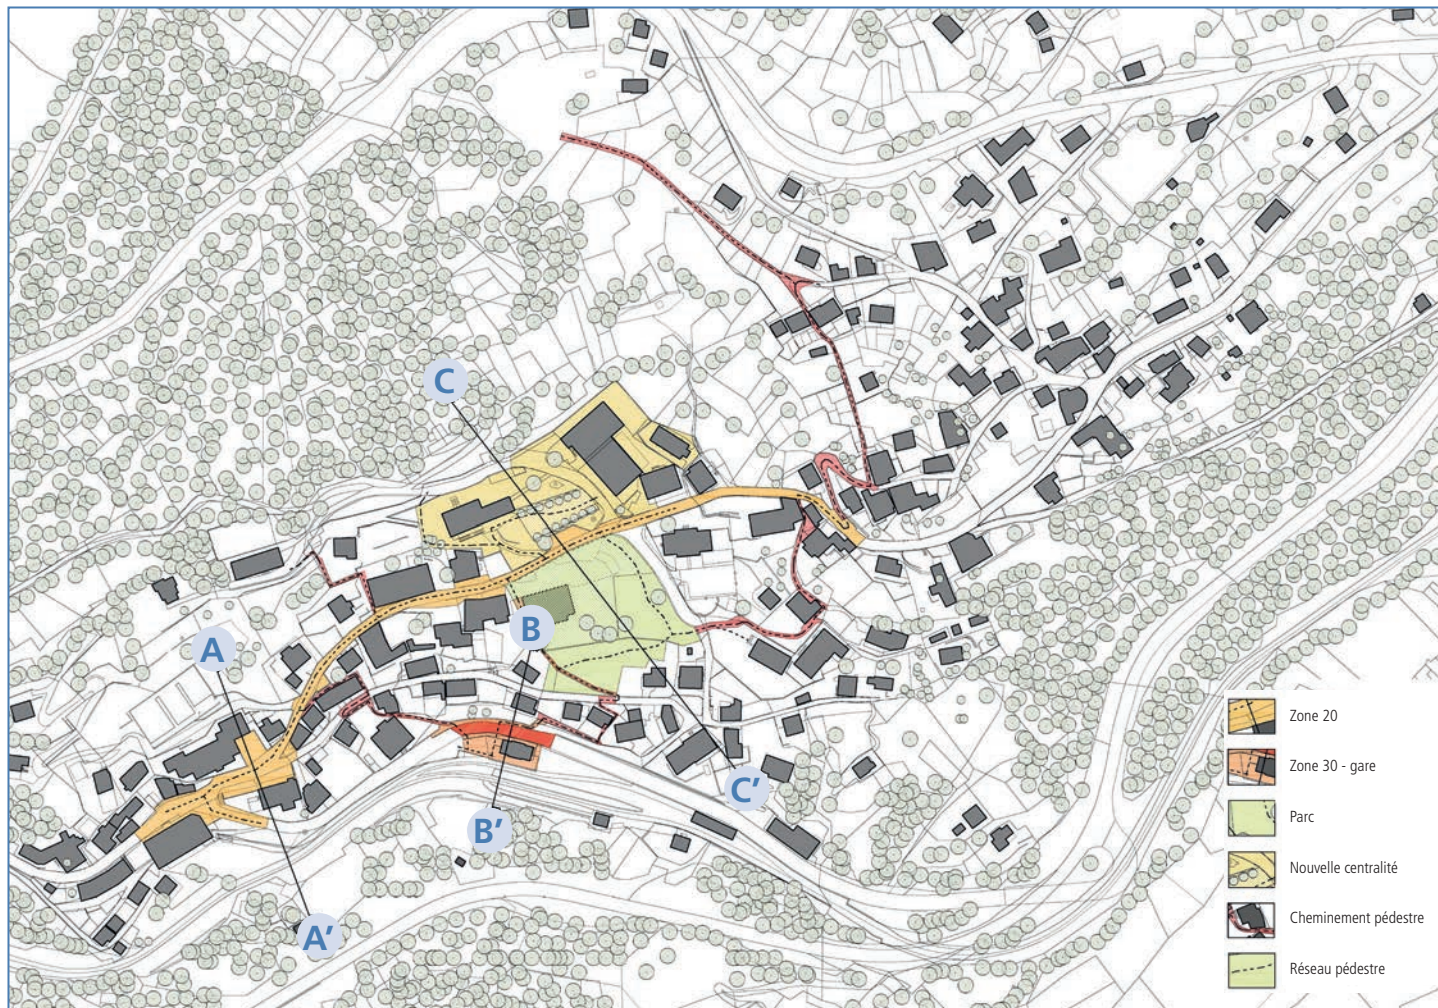 C
A
B
C'
B'
A'
Zone 20
Zone 30 - gare
Parc
Nouvelle centralité
Cheminement pédestre
Réseau pédestre